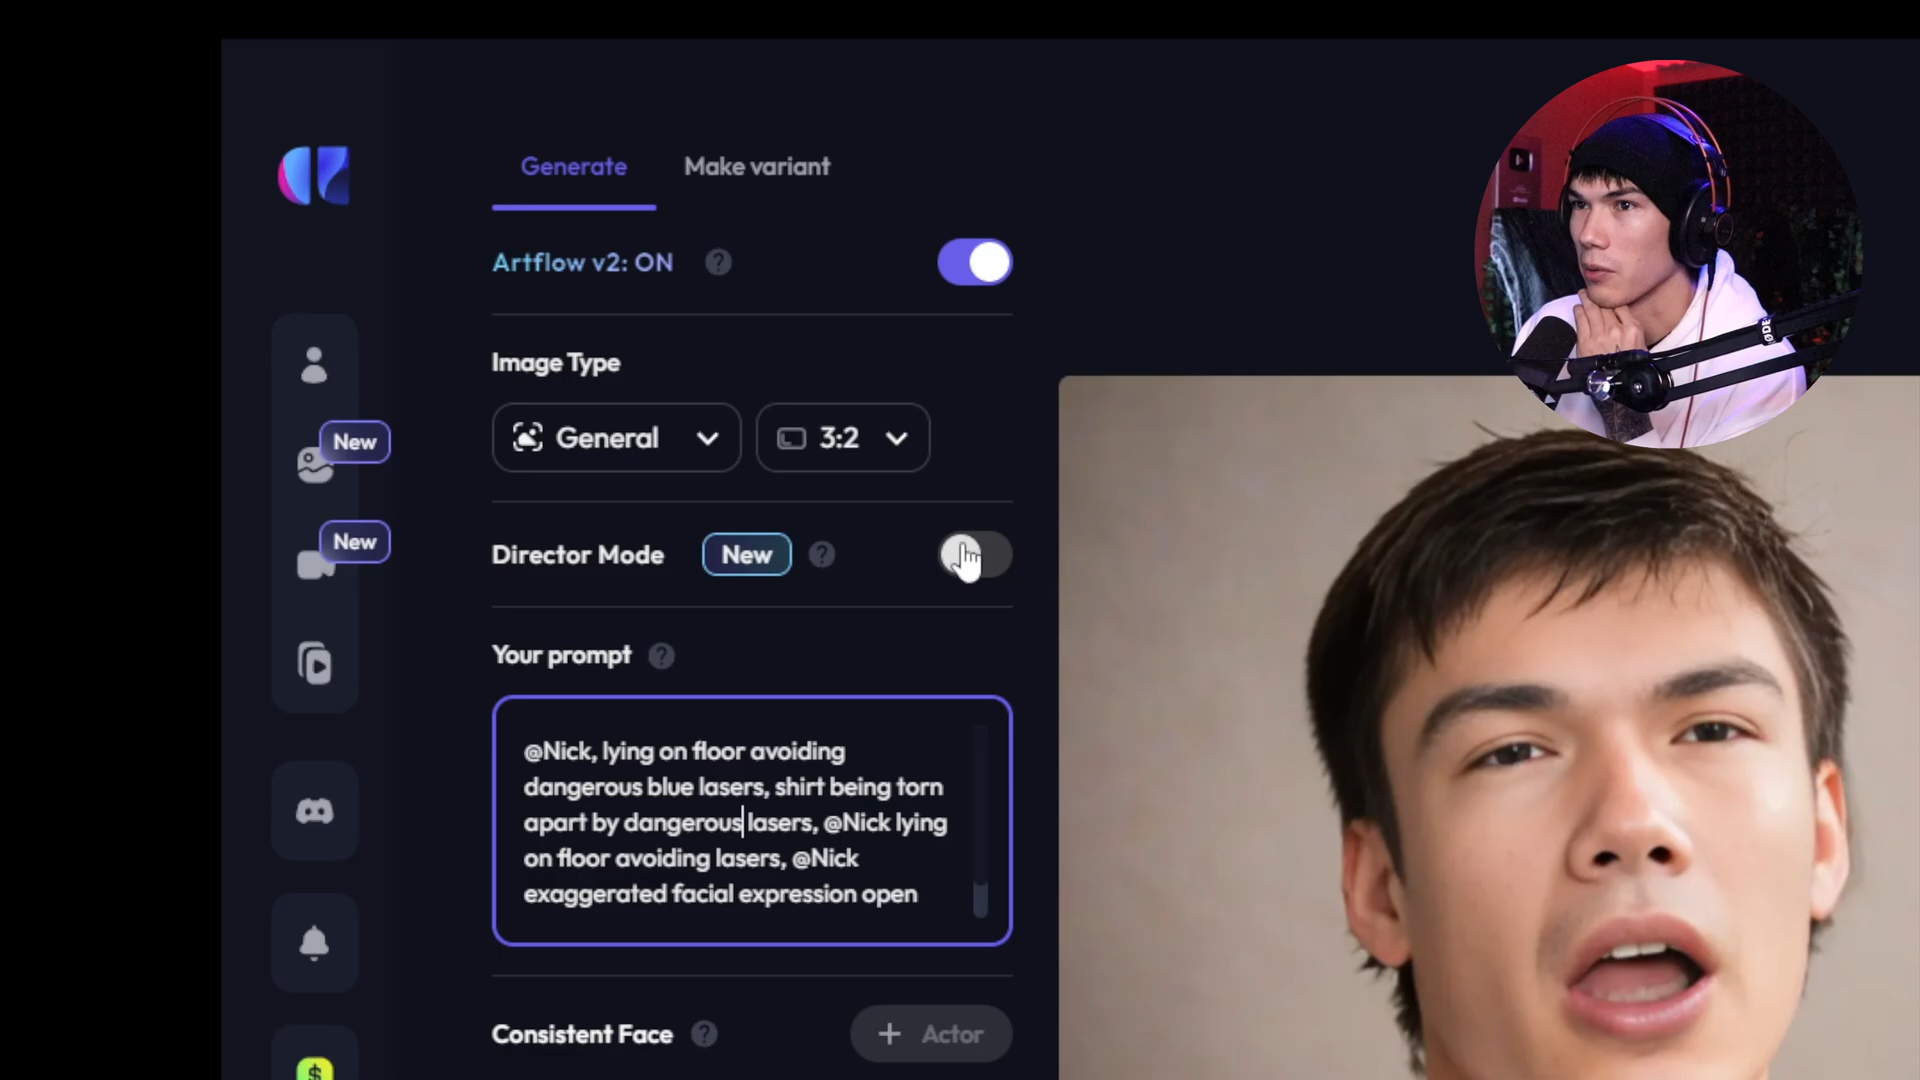 Generate Make variant
Artflow v2: ON ?
Image Type
New
General 3:2
New
Director Mode New ?
Your prompt ?
@Nick, lying on floor avoiding
dangerous blue lasers, shirt being torn
apart by dangerous lasers, @Nick lying
on floor avoiding lasers, @Nick
exaggerated facial expression open
Consistent Face ? + Actor
$